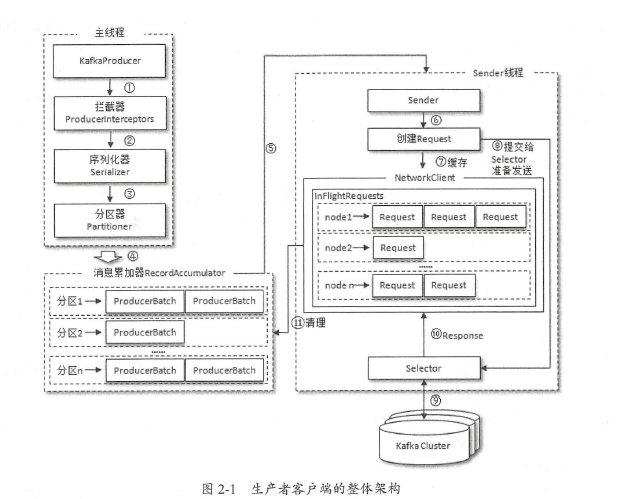 主线程
KafkaProducer
①
拦截器
ProducerInterceptors
②
序列化器
Serializer
③
分区器
Partitioner
④
消息累加器RecordAccumulator
分区1 ProducerBatch ProducerBatch
分区2 ProducerBatch
......
分区n ProducerBatch ProducerBatch
⑤
Sender线程
Sender
⑥
创建Request
⑦缓存
⑧提交给
Selector
准备发送
NetworkClient
InFlightRequests
node1 Request Request Request
node2 Request
......
node n Request Request
⑪清理
⑩Response
Selector
⑨
Kafka Cluster
图 2-1 生产者客户端的整体架构